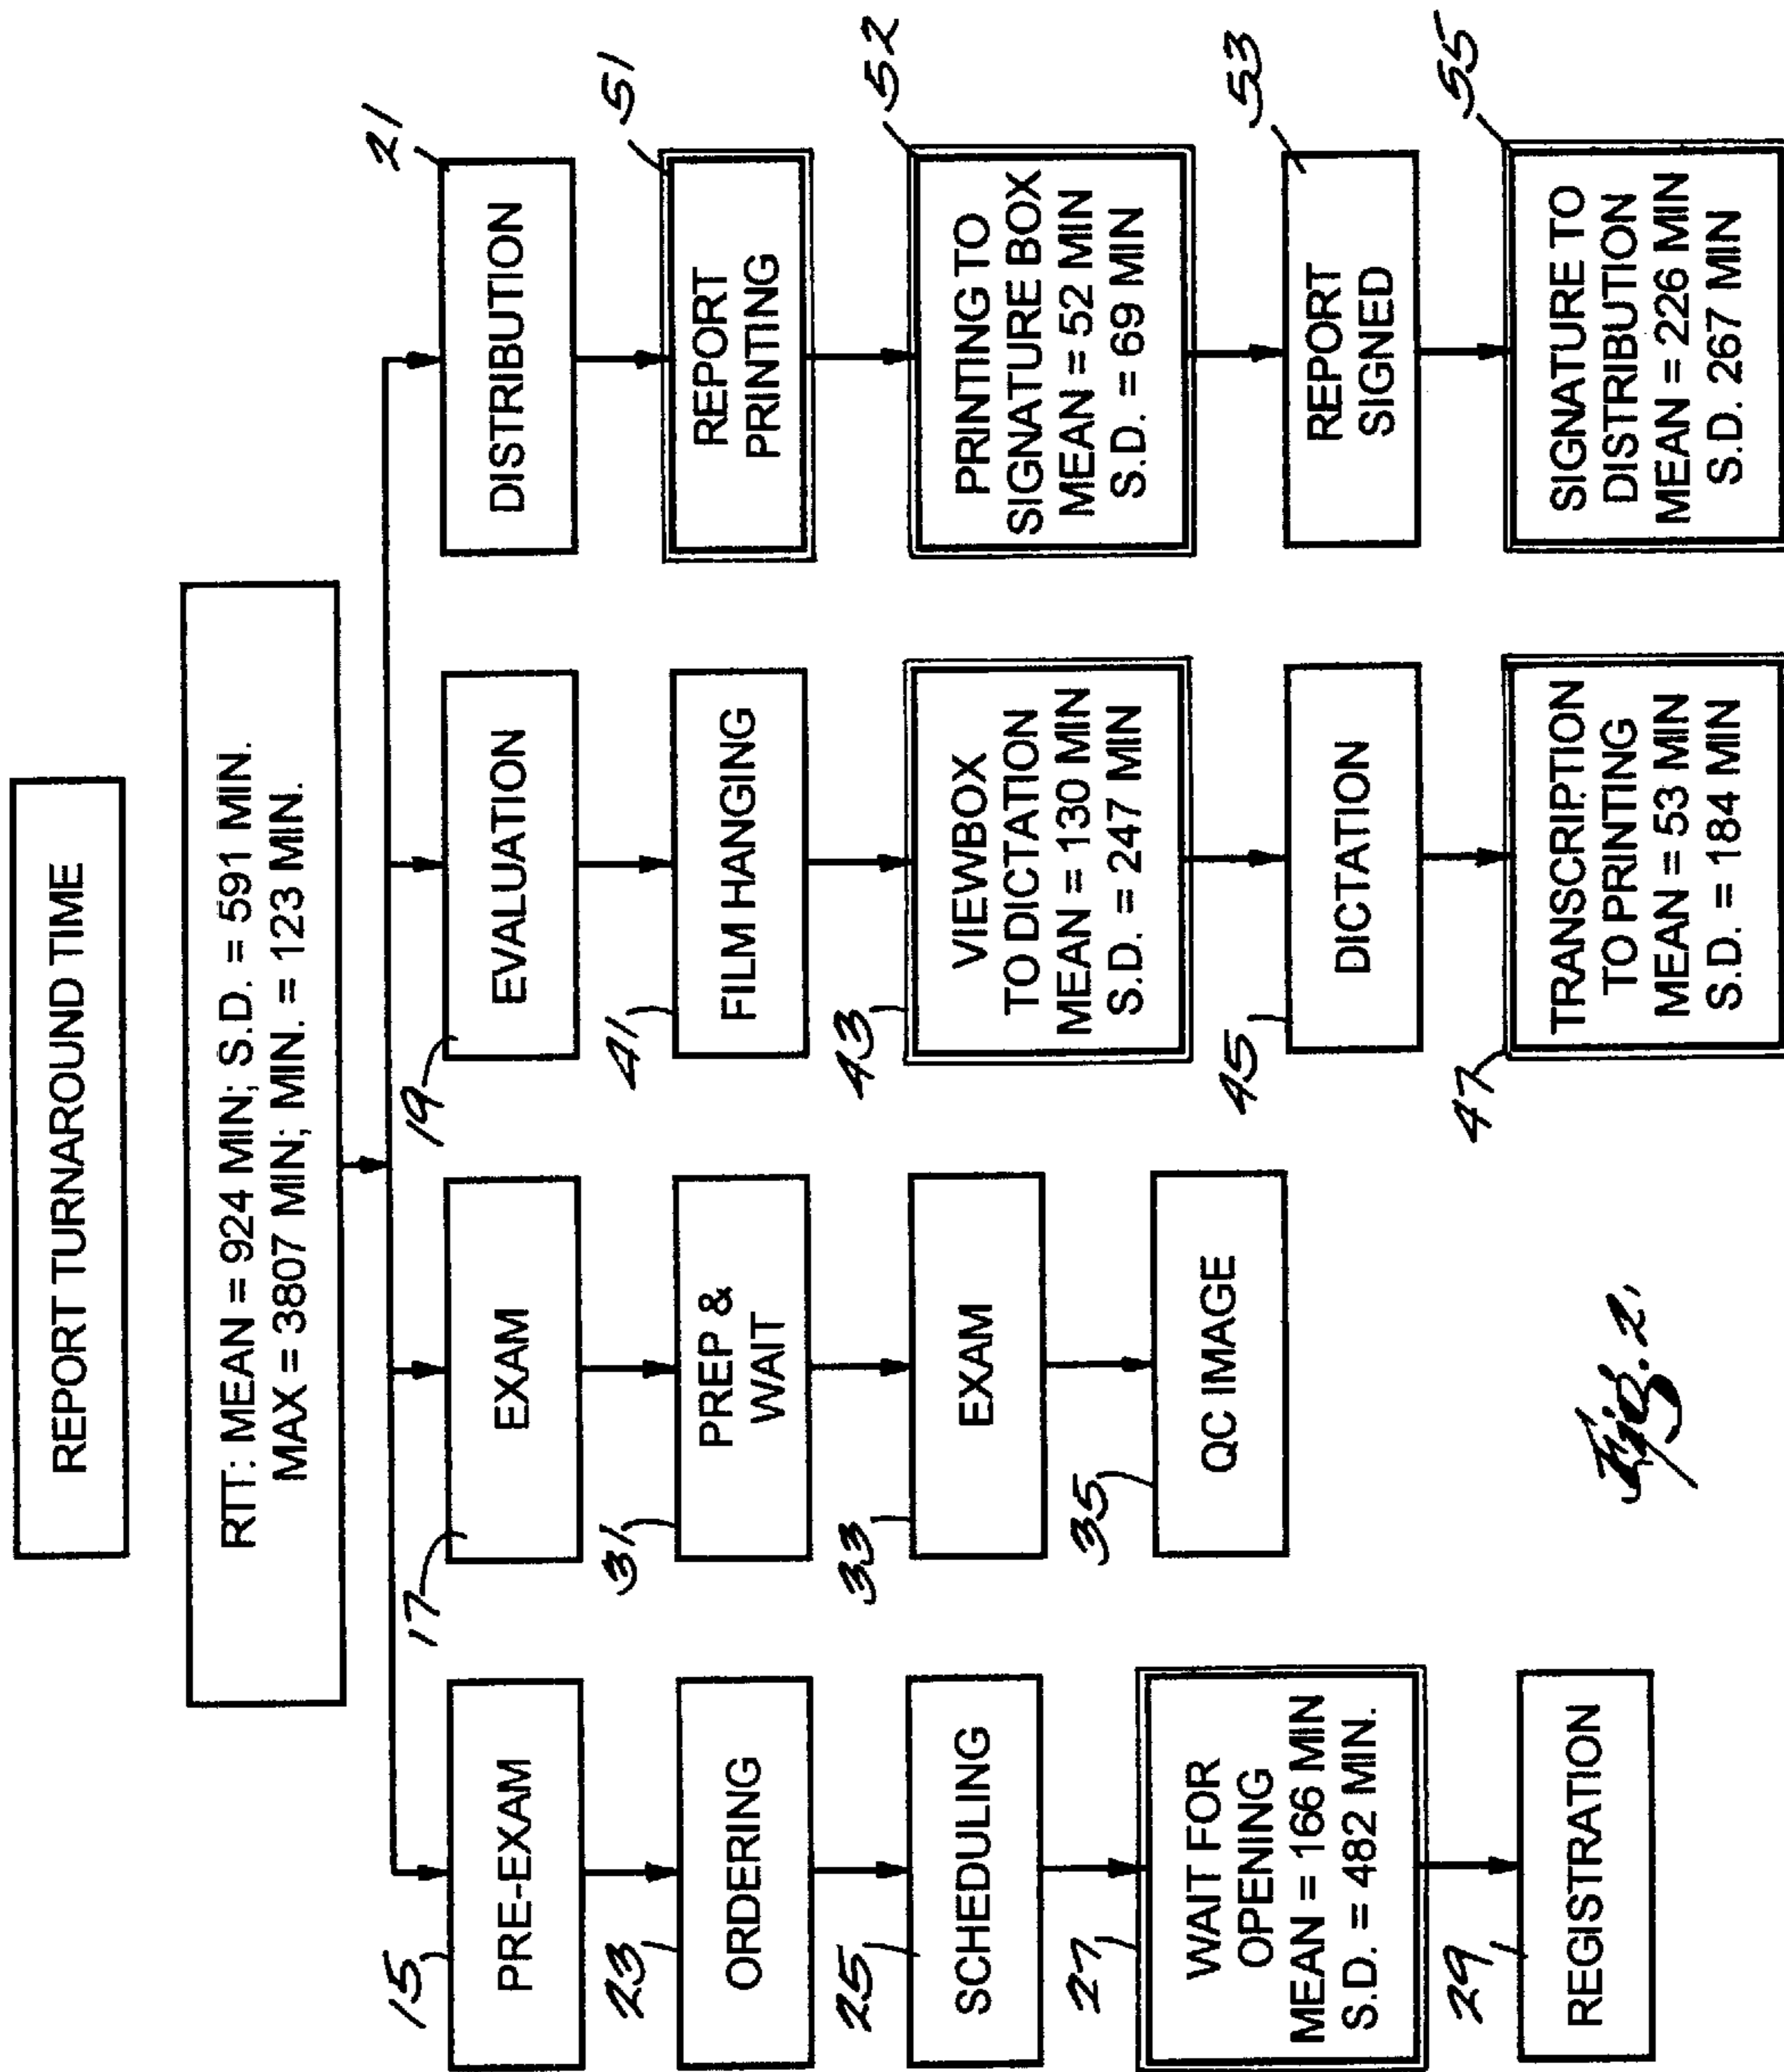 REPORT TURNAROUND TIME
RTT: MEAN = 924 MIN; S.D. = 591 MIN.
MAX = 3807 MIN; MIN. = 123 MIN.
15
PRE-EXAM
23
ORDERING
25
SCHEDULING
27
WAIT FOR
OPENING
MEAN = 166 MIN
S.D. = 482 MIN.
29
REGISTRATION
17
EXAM
31
PREP &
WAIT
33
EXAM
35
QC IMAGE
19
EVALUATION
41
FILM HANGING
43
VIEWBOX
TO DICTATION
MEAN = 130 MIN
S.D. = 247 MIN
45
DICTATION
47
TRANSCRIPTION
TO PRINTING
MEAN = 53 MIN
S.D. = 184 MIN
21
DISTRIBUTION
51
REPORT
PRINTING
52
PRINTING TO
SIGNATURE BOX
MEAN = 52 MIN
S.D. = 69 MIN
53
REPORT
SIGNED
55
SIGNATURE TO
DISTRIBUTION
MEAN = 226 MIN
S.D. 267 MIN
Fig. 2,